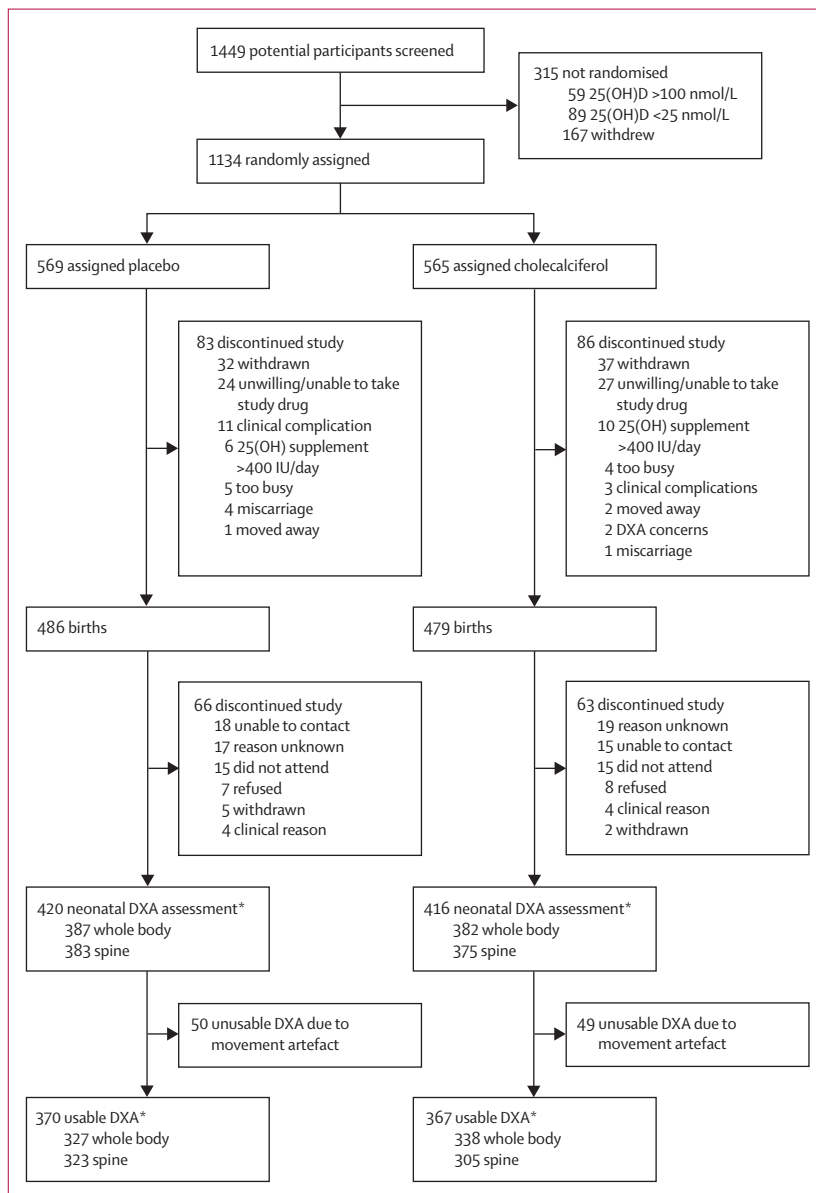 1449 potential participants screened
315 not randomised
59 25(OH)D >100 nmol/L
89 25(OH)D <25 nmol/L
167 withdrew
1134 randomly assigned
569 assigned placebo
565 assigned cholecalciferol
83 discontinued study
32 withdrawn
24 unwilling/unable to take
study drug
11 clinical complication
6 25(OH) supplement
>400 IU/day
5 too busy
4 miscarriage
1 moved away
86 discontinued study
37 withdrawn
27 unwilling/unable to take
study drug
10 25(OH) supplement
>400 IU/day
4 too busy
3 clinical complications
2 moved away
2 DXA concerns
1 miscarriage
486 births
479 births
66 discontinued study
18 unable to contact
17 reason unknown
15 did not attend
7 refused
5 withdrawn
4 clinical reason
63 discontinued study
19 reason unknown
15 unable to contact
15 did not attend
8 refused
4 clinical reason
2 withdrawn
420 neonatal DXA assessment*
387 whole body
383 spine
416 neonatal DXA assessment*
382 whole body
375 spine
50 unusable DXA due to
movement artefact
49 unusable DXA due to
movement artefact
370 usable DXA*
327 whole body
323 spine
367 usable DXA*
338 whole body
305 spine